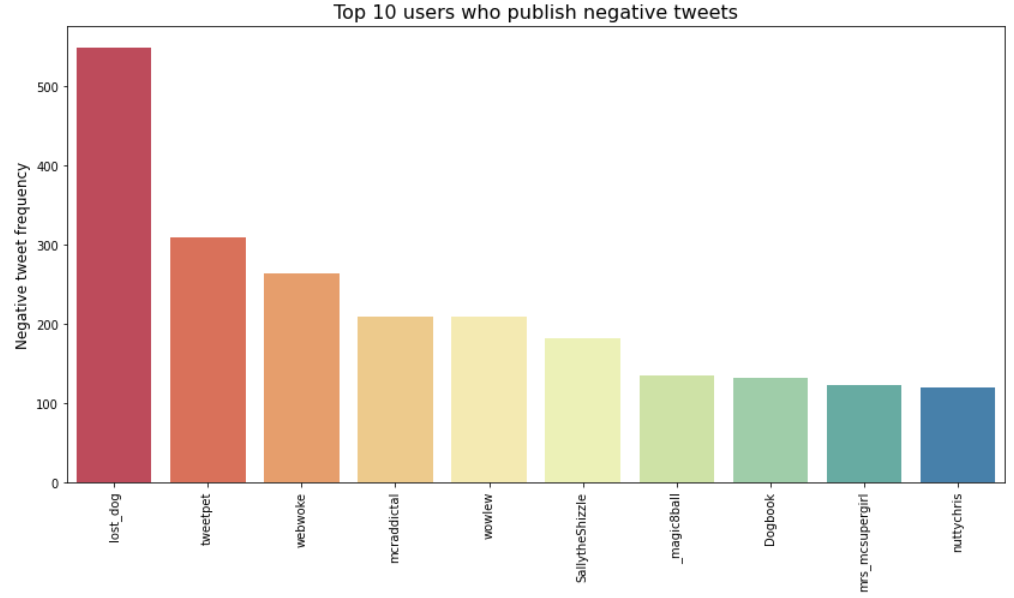 Top 10 users who publish negative tweets
Negative tweet frequency
500
400
300
200
100
0
lost_dog
tweetpet
webwoke
mcraddictal
wowlew
SallytheShizzle
_magic8ball
Dogbook
mrs_mcsupergirl
nuttychris